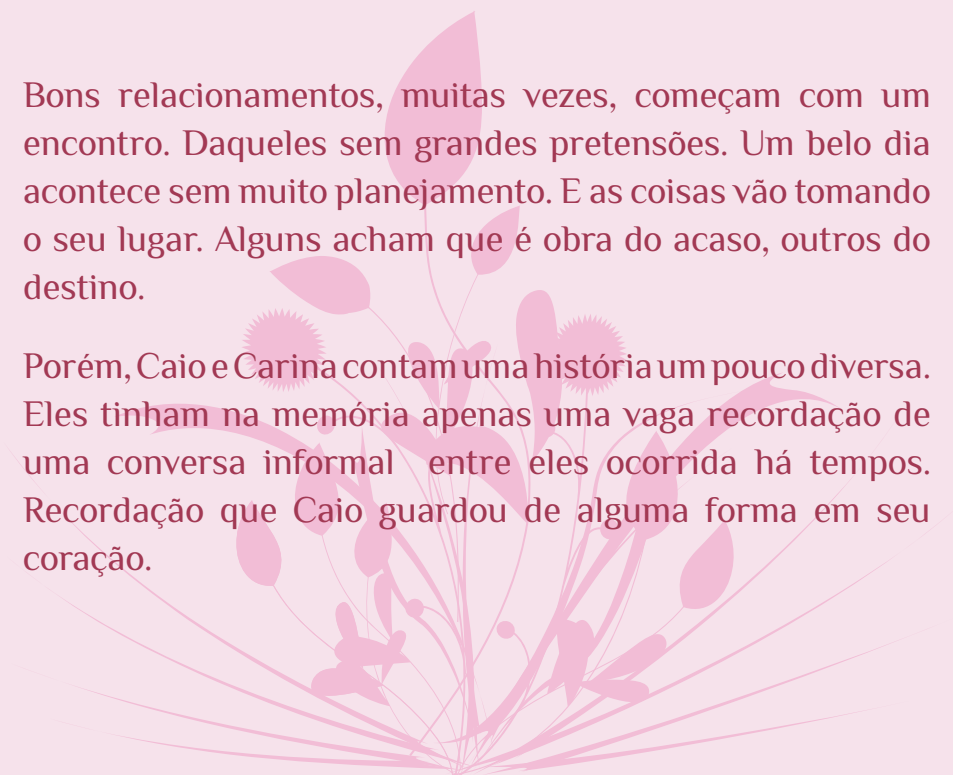 Bons relacionamentos, muitas vezes, começam com um
encontro. Daqueles sem grandes pretensões. Um belo dia
acontece sem muito planejamento. E as coisas vão tomando
o seu lugar. Alguns acham que é obra do acaso, outros do
destino.
Porém, Caio e Carina contam uma história um pouco diversa.
Eles tinham na memória apenas uma vaga recordação de
uma conversa informal entre eles ocorrida há tempos.
Recordação que Caio guardou de alguma forma em seu
coração.